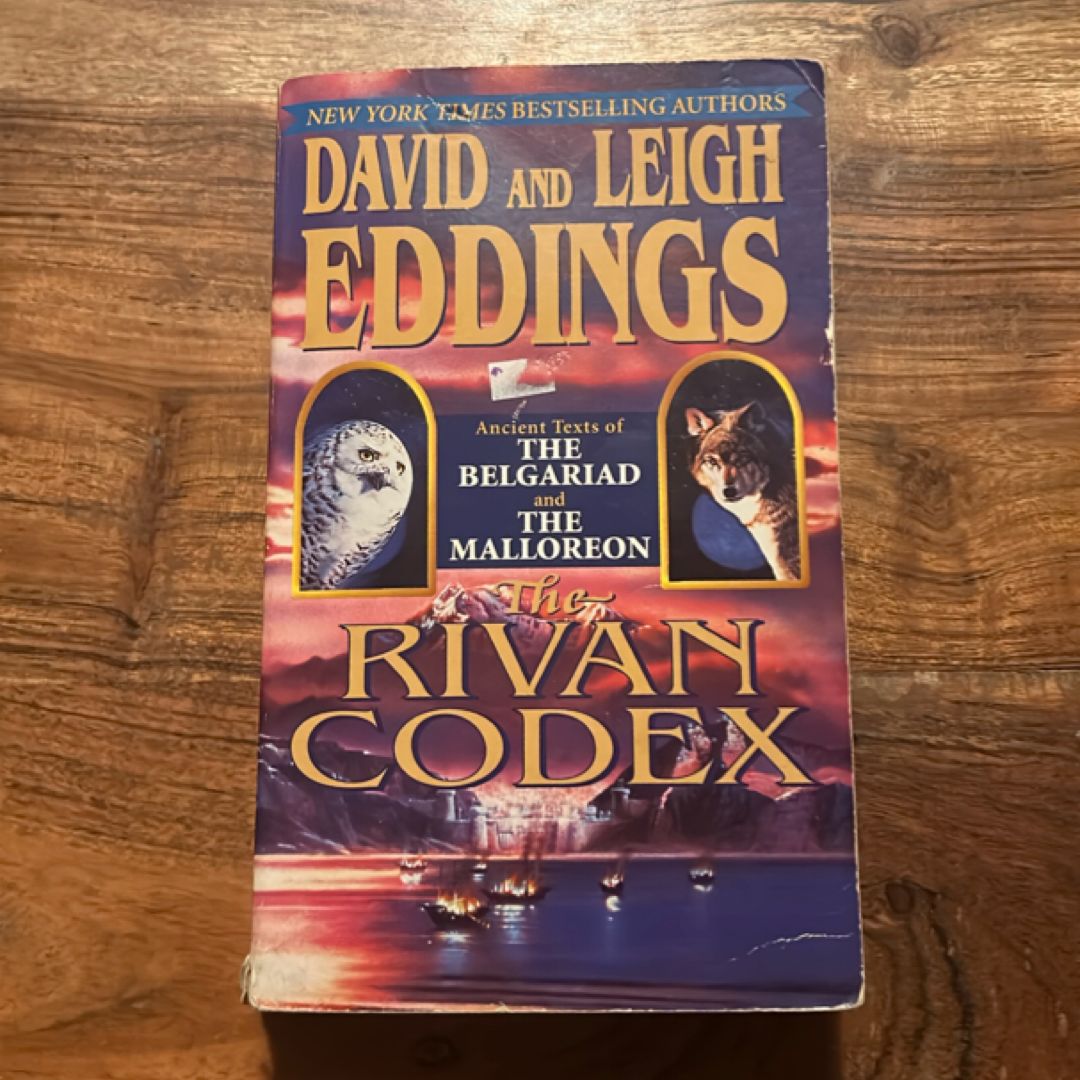 NEW YORK TIMES BESTSELLING AUTHORS
DAVID AND LEIGH
EDDINGS
Ancient Texts of
THE
BELGARIAD
and
THE
MALLOREON
The
RIVAN
CODEX